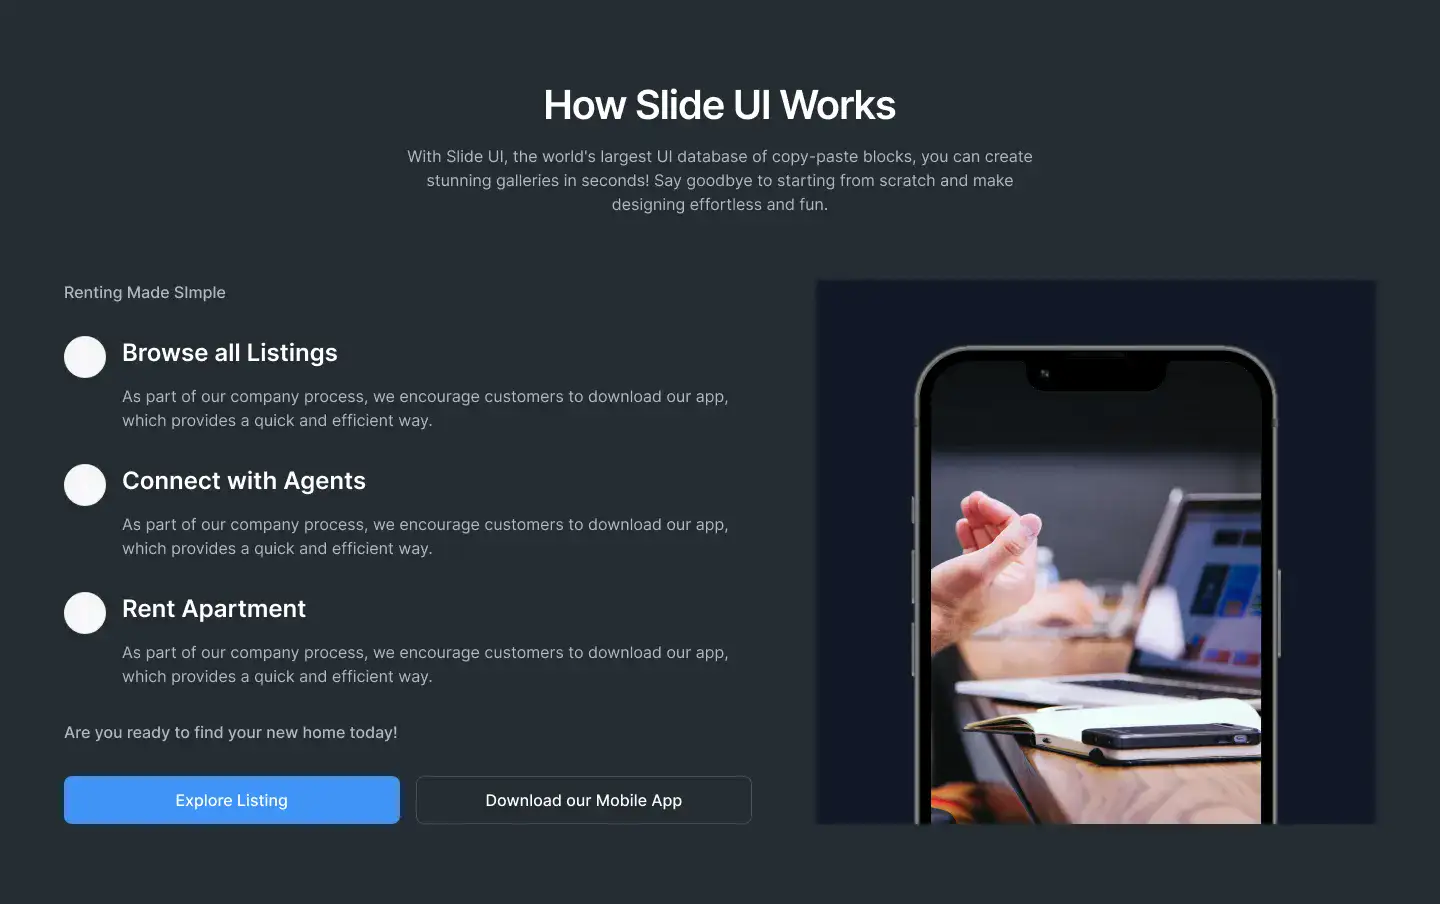 How Slide UI Works
With Slide UI, the world's largest UI database of copy-paste blocks, you can create
stunning galleries in seconds! Say goodbye to starting from scratch and make
designing effortless and fun.
Renting Made SImple
Browse all Listings
As part of our company process, we encourage customers to download our app,
which provides a quick and efficient way.
Connect with Agents
As part of our company process, we encourage customers to download our app,
which provides a quick and efficient way.
Rent Apartment
As part of our company process, we encourage customers to download our app,
which provides a quick and efficient way.
Are you ready to find your new home today!
Explore Listing
Download our Mobile App